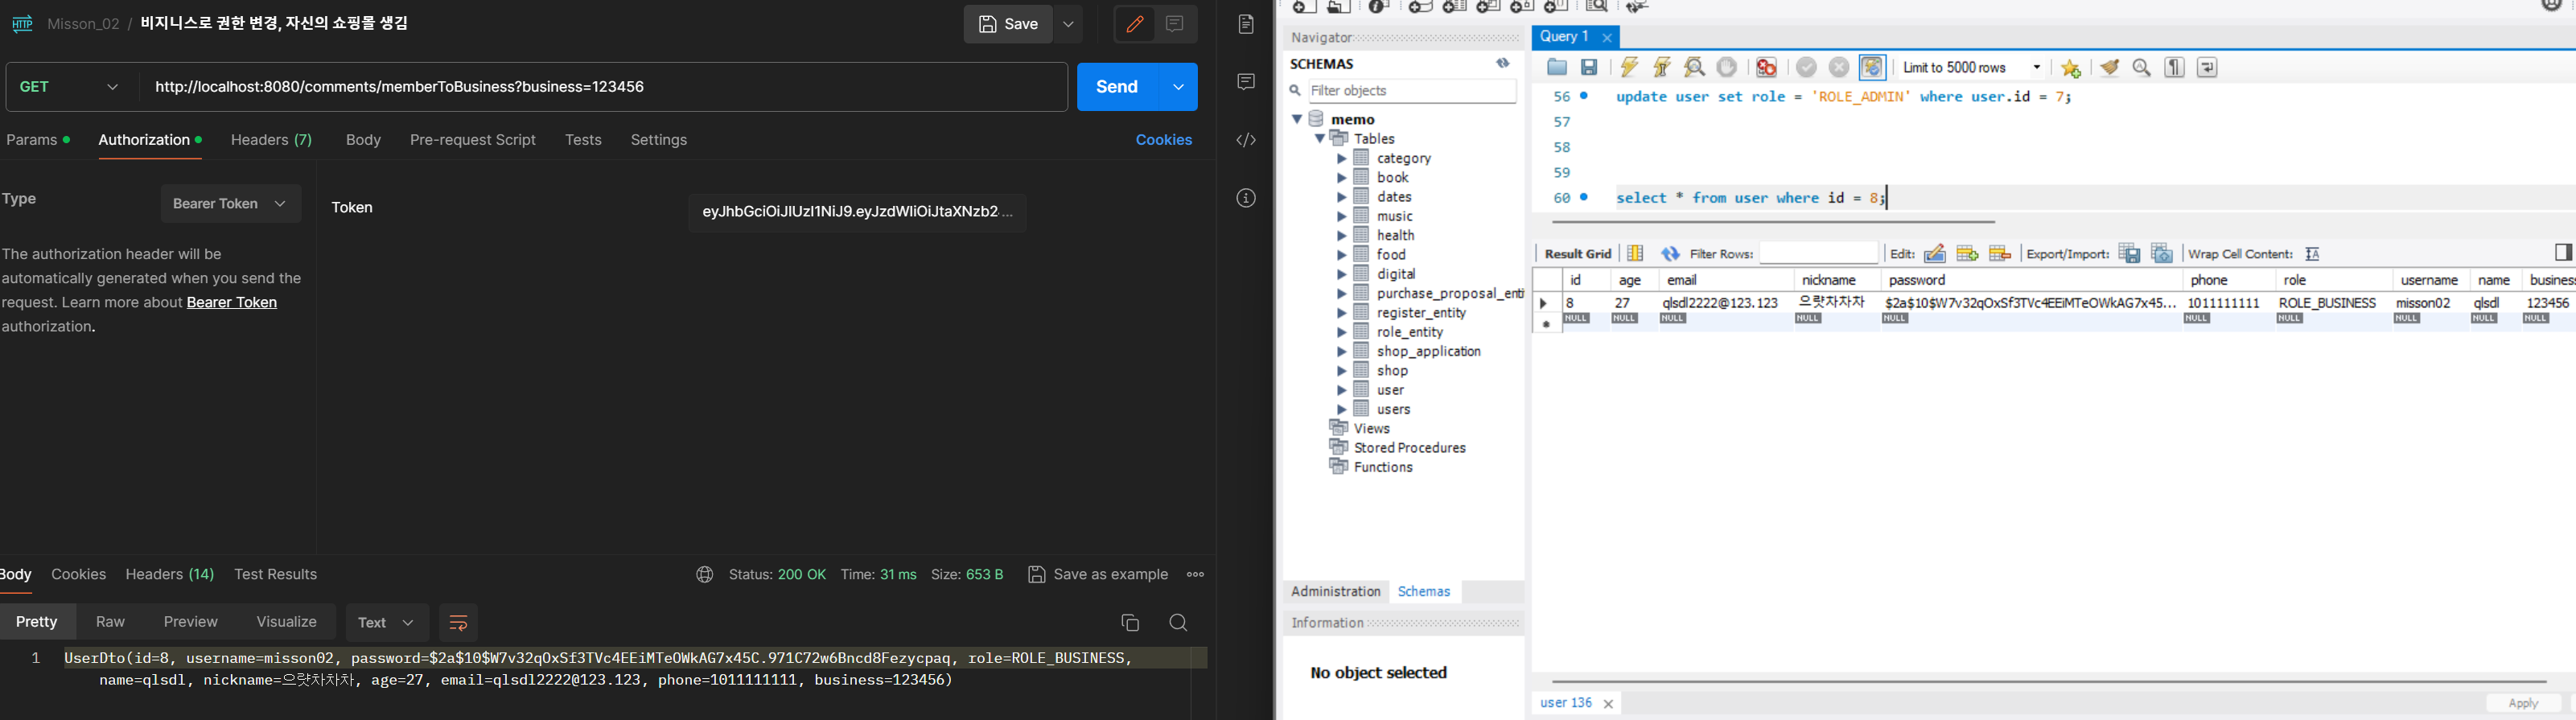 HTTP Misson_02 / 비지니스로 권한 변경, 자신의 쇼핑몰 생김
Save
GET http://localhost:8080/comments/memberToBusiness?business=123456
Send
Params Authorization Headers (7) Body Pre-request Script Tests Settings Cookies
Type
Bearer Token
Token
eyJhbGciOiJIUzI1NiJ9.eyJzdWIiOiJtaXNzb2...
The authorization header will be
automatically generated when you send the
request. Learn more about Bearer Token
authorization.
Body Cookies Headers (14) Test Results
Status: 200 OK Time: 31 ms Size: 653 B Save as example
Pretty Raw Preview Visualize Text
1 UserDto(id=8, username=misson02, password=$2a$10$W7v32qOxSf3TVc4EEiMTeOWkAG7x45C.971C72w6Bncd8Fezycpaq, role=ROLE_BUSINESS,
name=qlsdl, nickname=으랏차차차, age=27, email=qlsdl2222@123.123, phone=1011111111, business=123456)
Navigator
SCHEMAS
Filter objects
memo
Tables
category
book
dates
music
health
food
digital
purchase_proposal_enti
register_entity
role_entity
shop_application
shop
user
users
Views
Stored Procedures
Functions
Administration Schemas
Information
No object selected
Query 1
Limit to 5000 rows
56 update user set role = 'ROLE_ADMIN' where user.id = 7;
57
58
59
60 select * from user where id = 8;
Result Grid Filter Rows: Edit: Export/Import: Wrap Cell Content:
id age email nickname password phone role username name business
8 27 qlsdl2222@123.123 으랏차차차 $2a$10$W7v32qOxSf3TVc4EEiMTeOWkAG7x45... 1011111111 ROLE_BUSINESS misson02 qlsdl 123456
NULL NULL NULL NULL NULL NULL NULL NULL NULL NULL
user 136
Apply